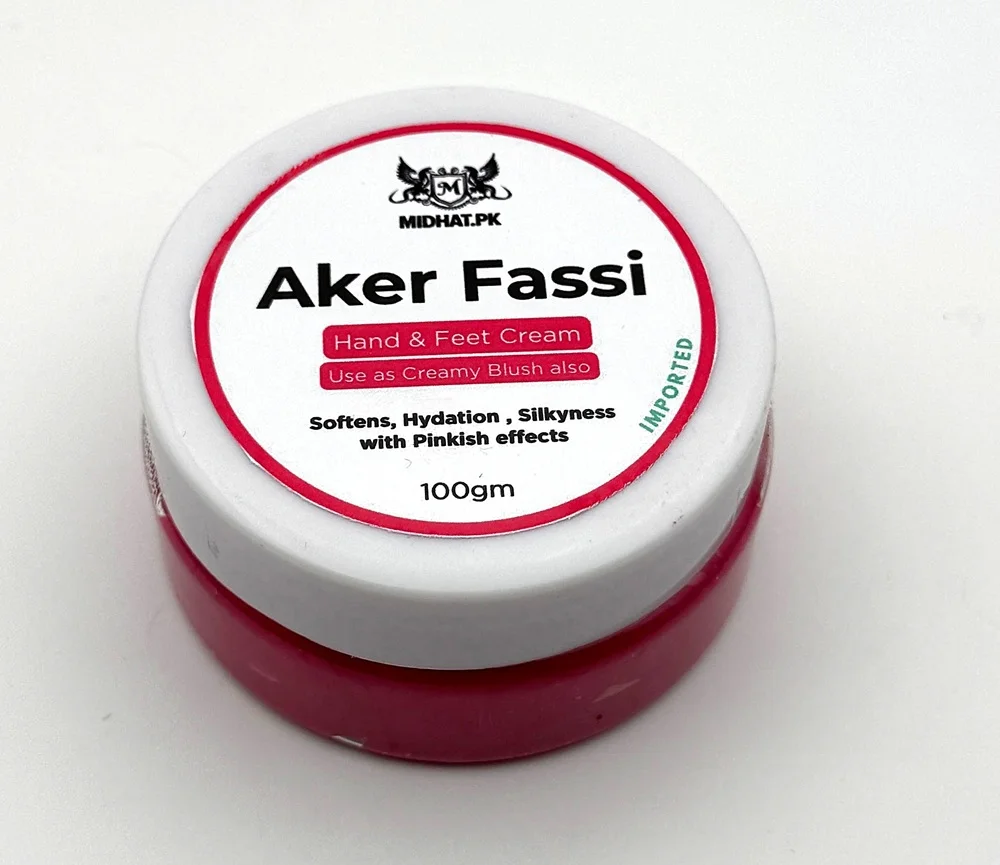 M
MIDHAT.PK
Aker Fassi
Hand & Feet Cream
Use as Creamy Blush also
Softens, Hydation , Silkyness
with Pinkish effects
100gm
IMPORTED